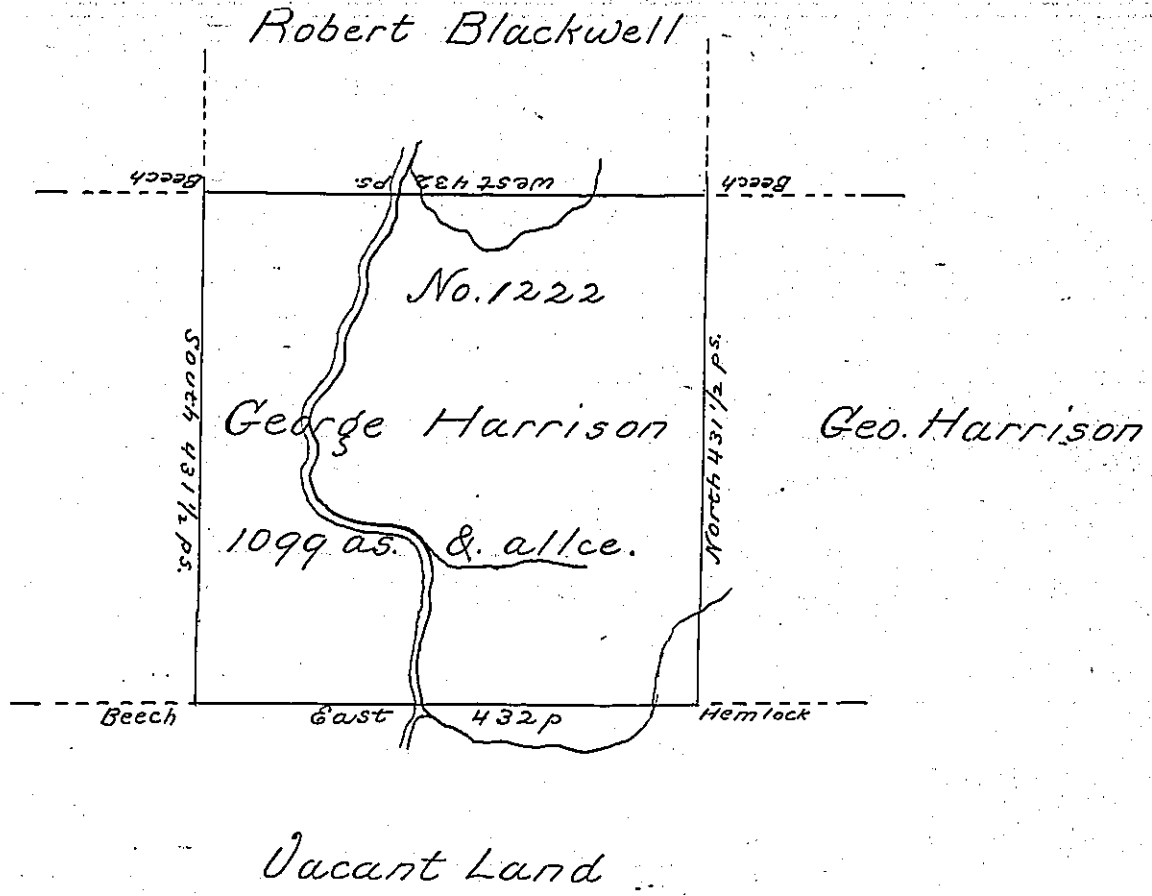 Robert Blackwell
Beech
West 432 ps.
Beech
No. 1222
South 431 1/2 ps.
George Harrison
North 431 1/2 ps.
Geo. Harrison
1099 as. & allce.
Beech
East 432 p
Hemlock
Vacant Land